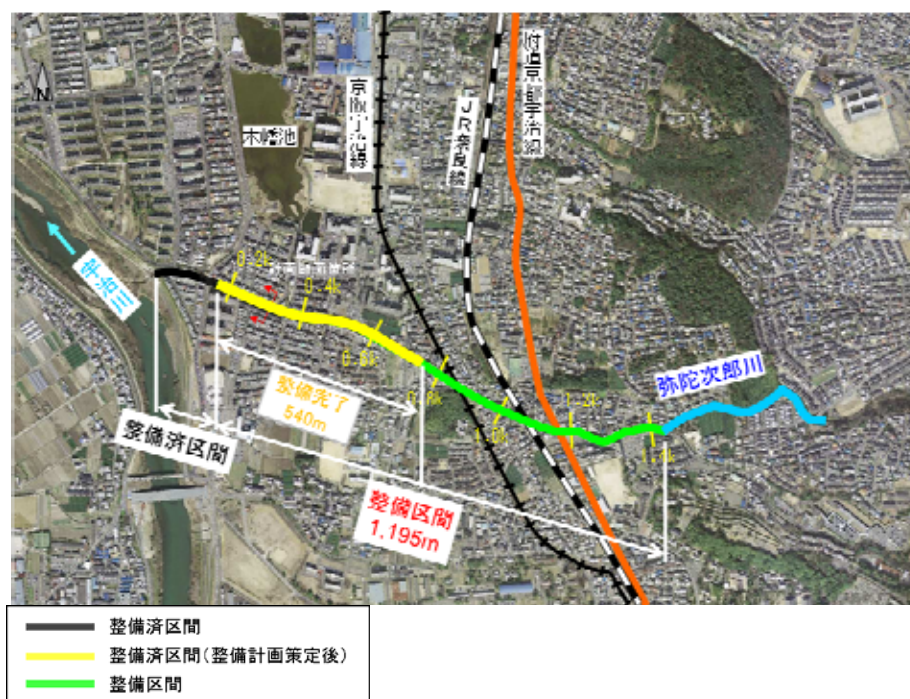 N
木幡池
京阪宇治線
JR奈良線
府道京都宇治線
宇治川
0.2k
0.4k
0.6k
0.8k
1.0k
1.2k
1.4k
弥陀次郎川
整備完了
540m
整備済区間
整備区間
1,195m
整備済区間
整備済区間(整備計画策定後)
整備区間